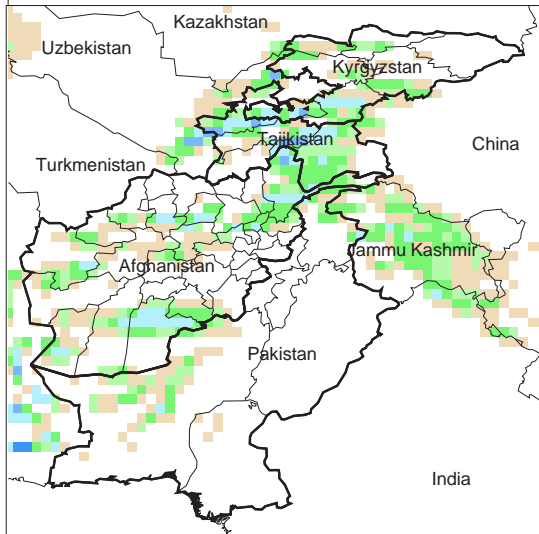 Kazakhstan
Uzbekistan
Kyrgyzstan
Tajikistan
China
Turkmenistan
Jammu Kashmir
Afghanistan
Pakistan
India